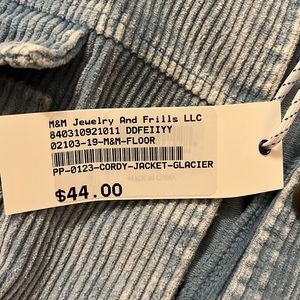 M&M Jewelry And Frills LLC
840310921011 DDFEIIYY
02103-19-M&M-FLOOR
PP-0123-CORDY-JACKET-GLACIER
$44.00